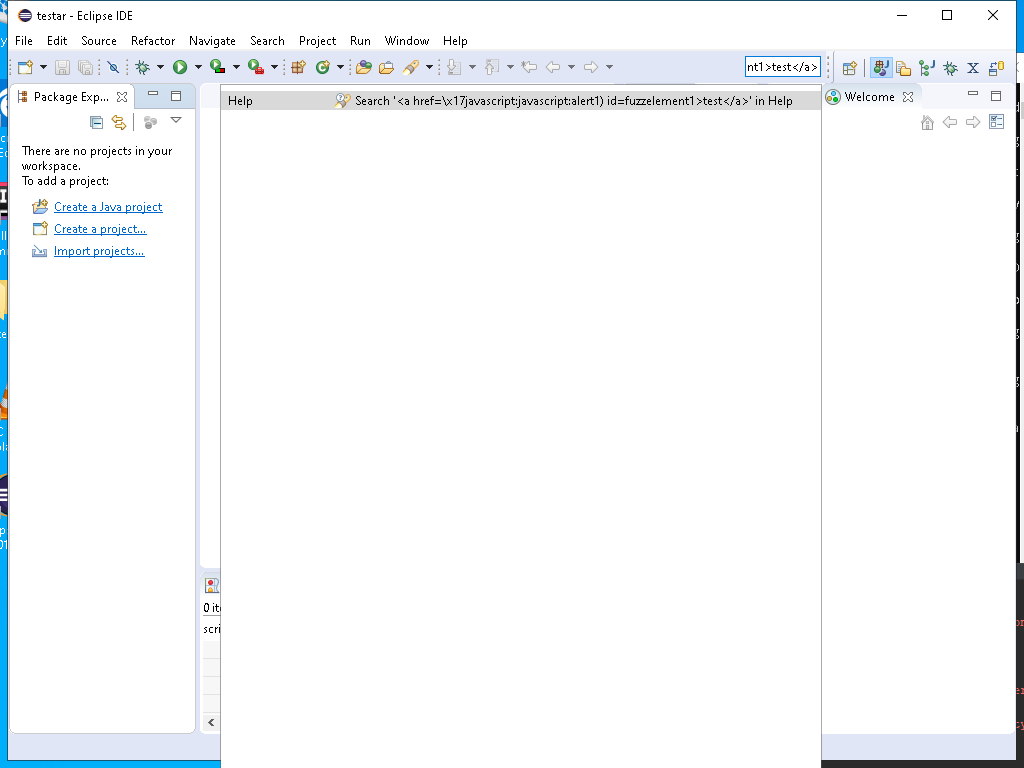 testar - Eclipse IDE
File Edit Source Refactor Navigate Search Project Run Window Help
nt1>test</a>
Package Exp...
Help Search '<a href=\x17javascript:javascript:alert1) id=fuzzelement1>test</a>' in Help
Welcome
There are no projects in your
workspace.
To add a project:
Create a Java project
Create a project...
Import projects...
0 it
scri